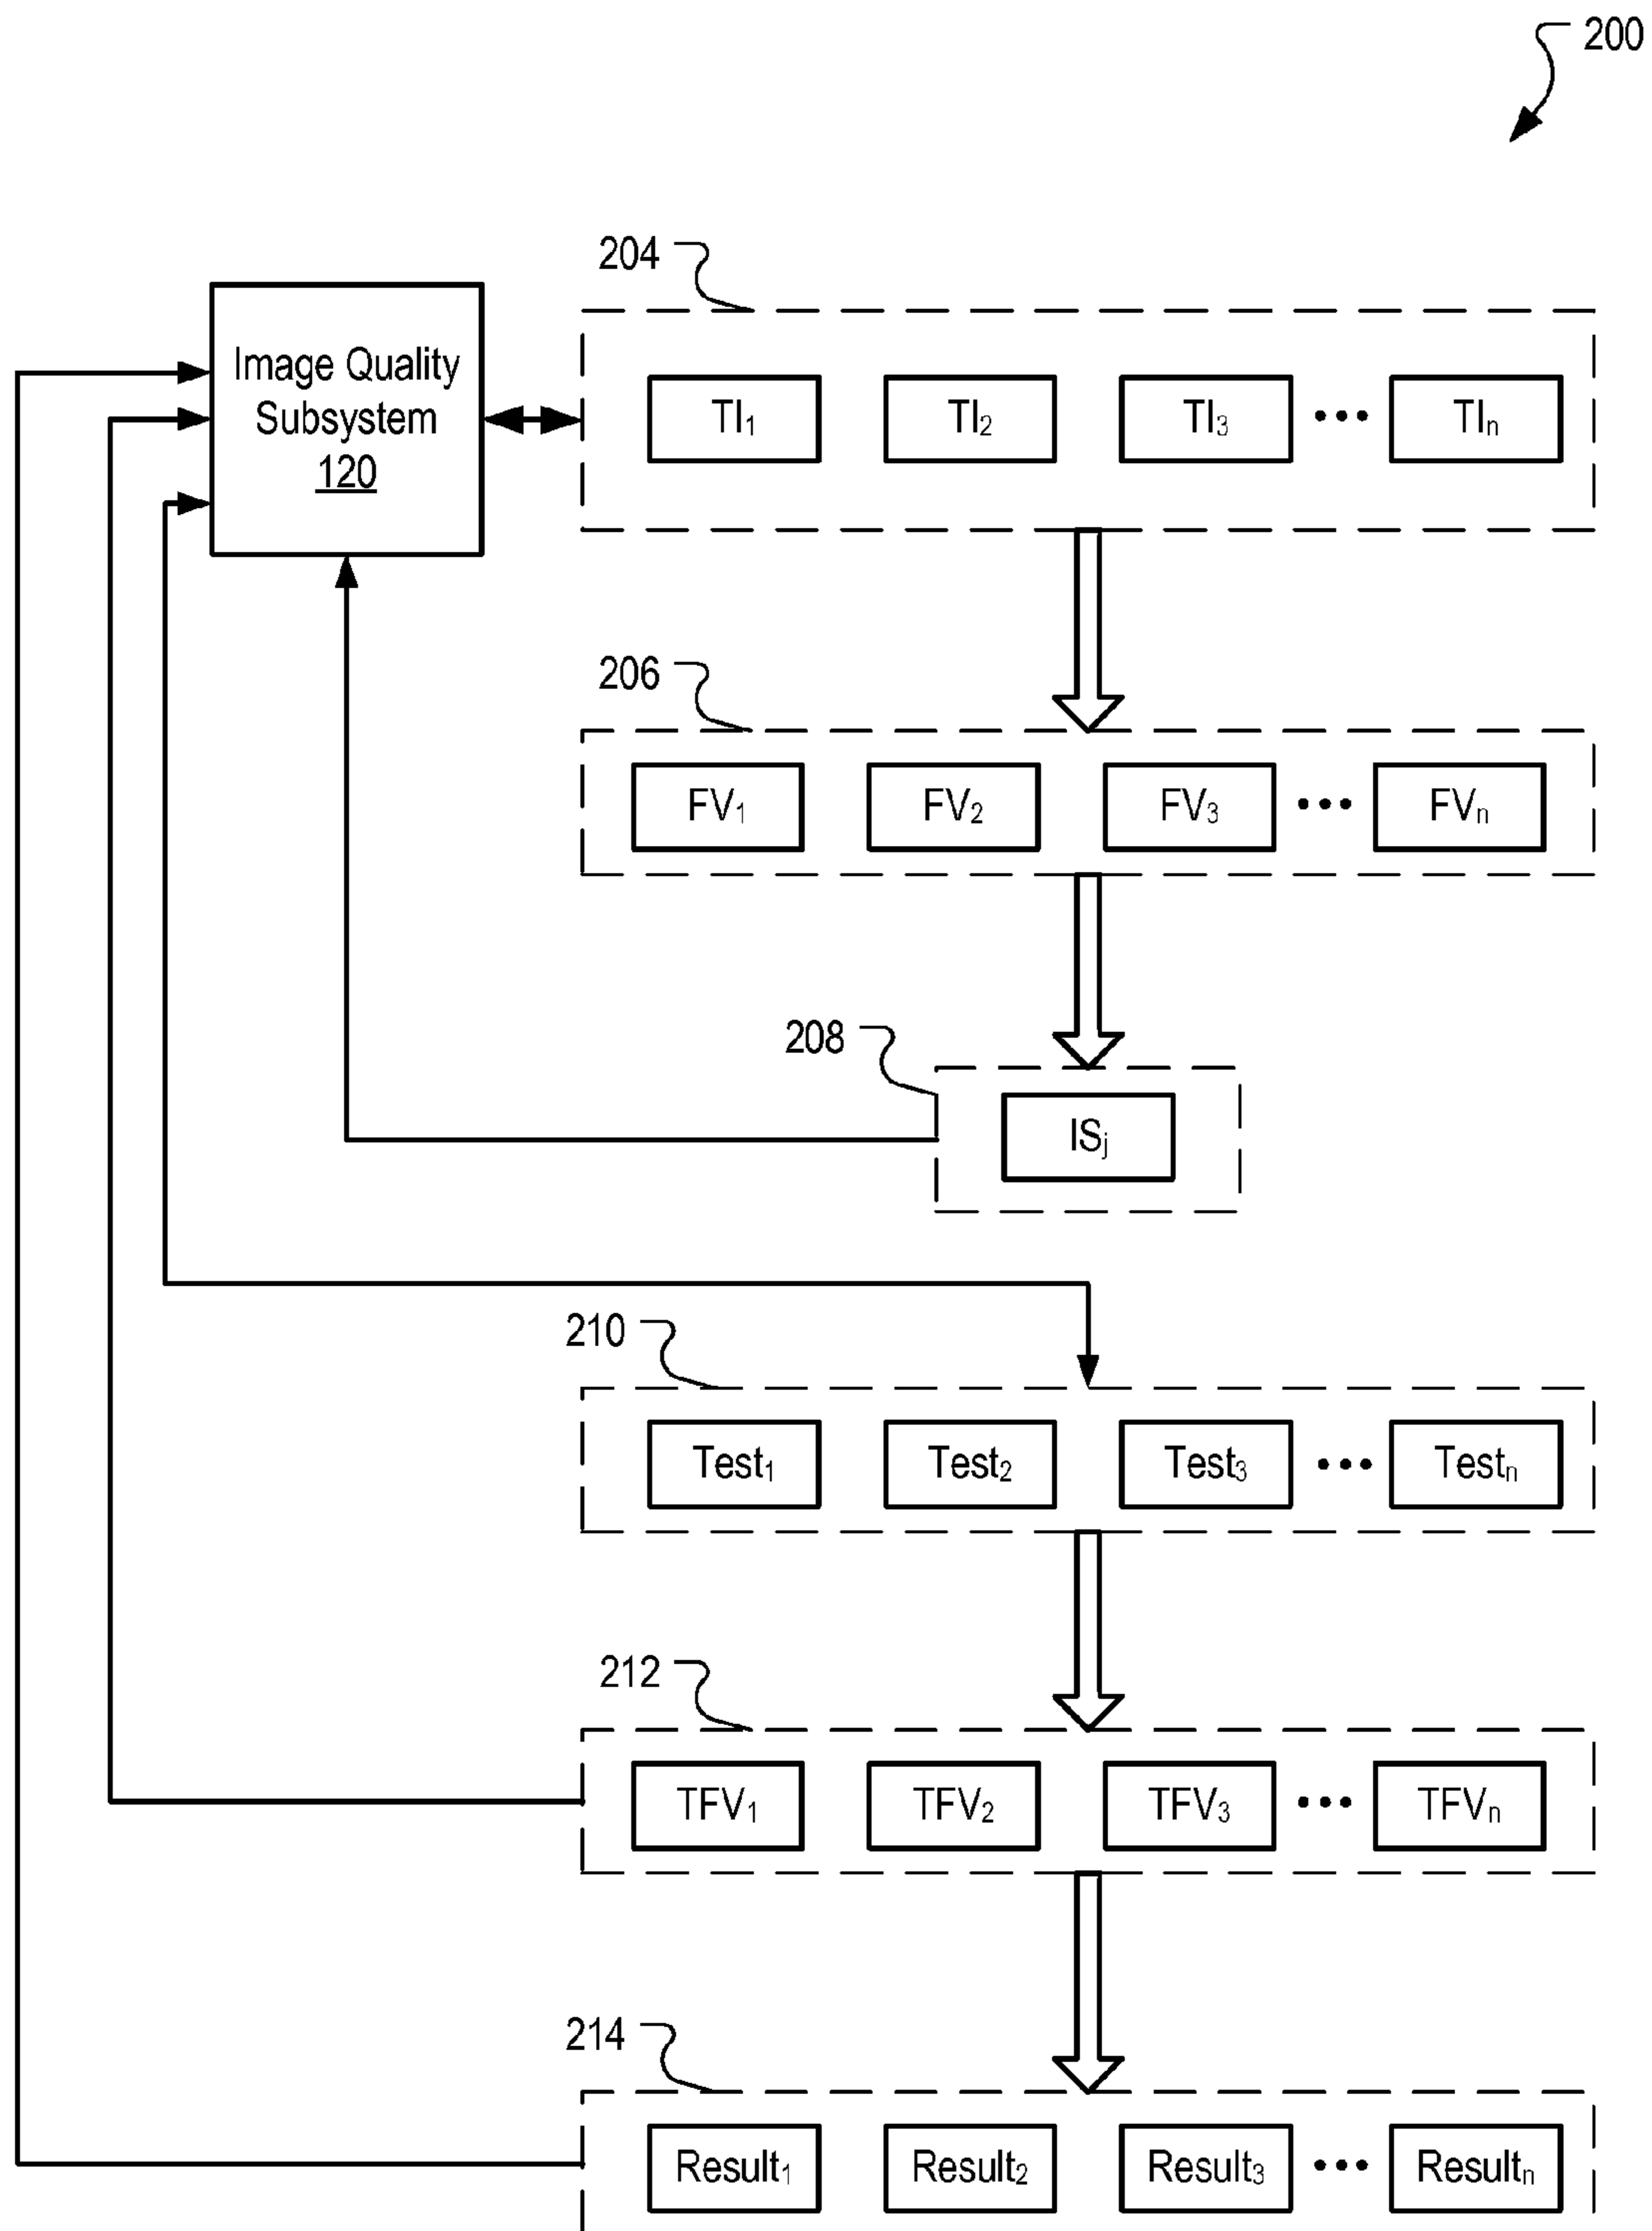 200
204
Image Quality
Subsystem
120
TI₁ TI₂ TI₃ ••• TIₙ
206
FV₁ FV₂ FV₃ ••• FVₙ
208
ISⱼ
210
Test₁ Test₂ Test₃ ••• Testₙ
212
TFV₁ TFV₂ TFV₃ ••• TFVₙ
214
Result₁ Result₂ Result₃ ••• Resultₙ